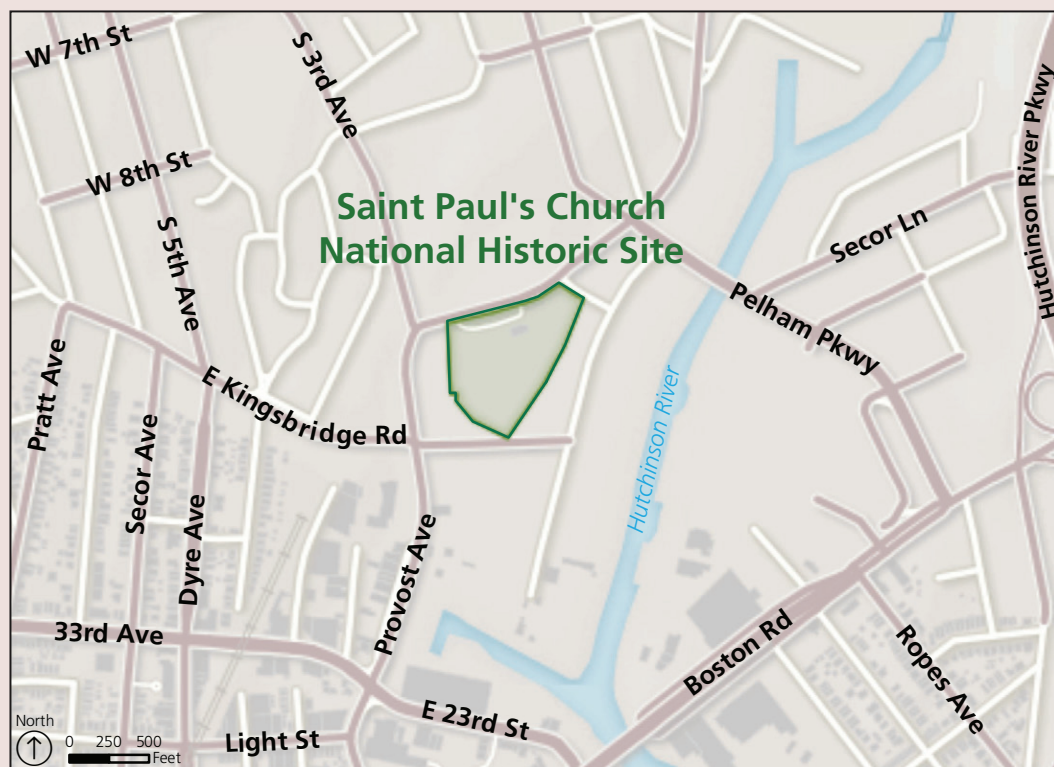 W 7th St
S 3rd Ave
Hutchinson River Pkwy
W 8th St
Saint Paul's Church
National Historic Site
S 5th Ave
Secor Ln
Pelham Pkwy
Pratt Ave
E Kingsbridge Rd
Hutchinson River
Secor Ave
Dyre Ave
Provost Ave
33rd Ave
Boston Rd
Ropes Ave
E 23rd St
Light St
North
0 250 500
Feet